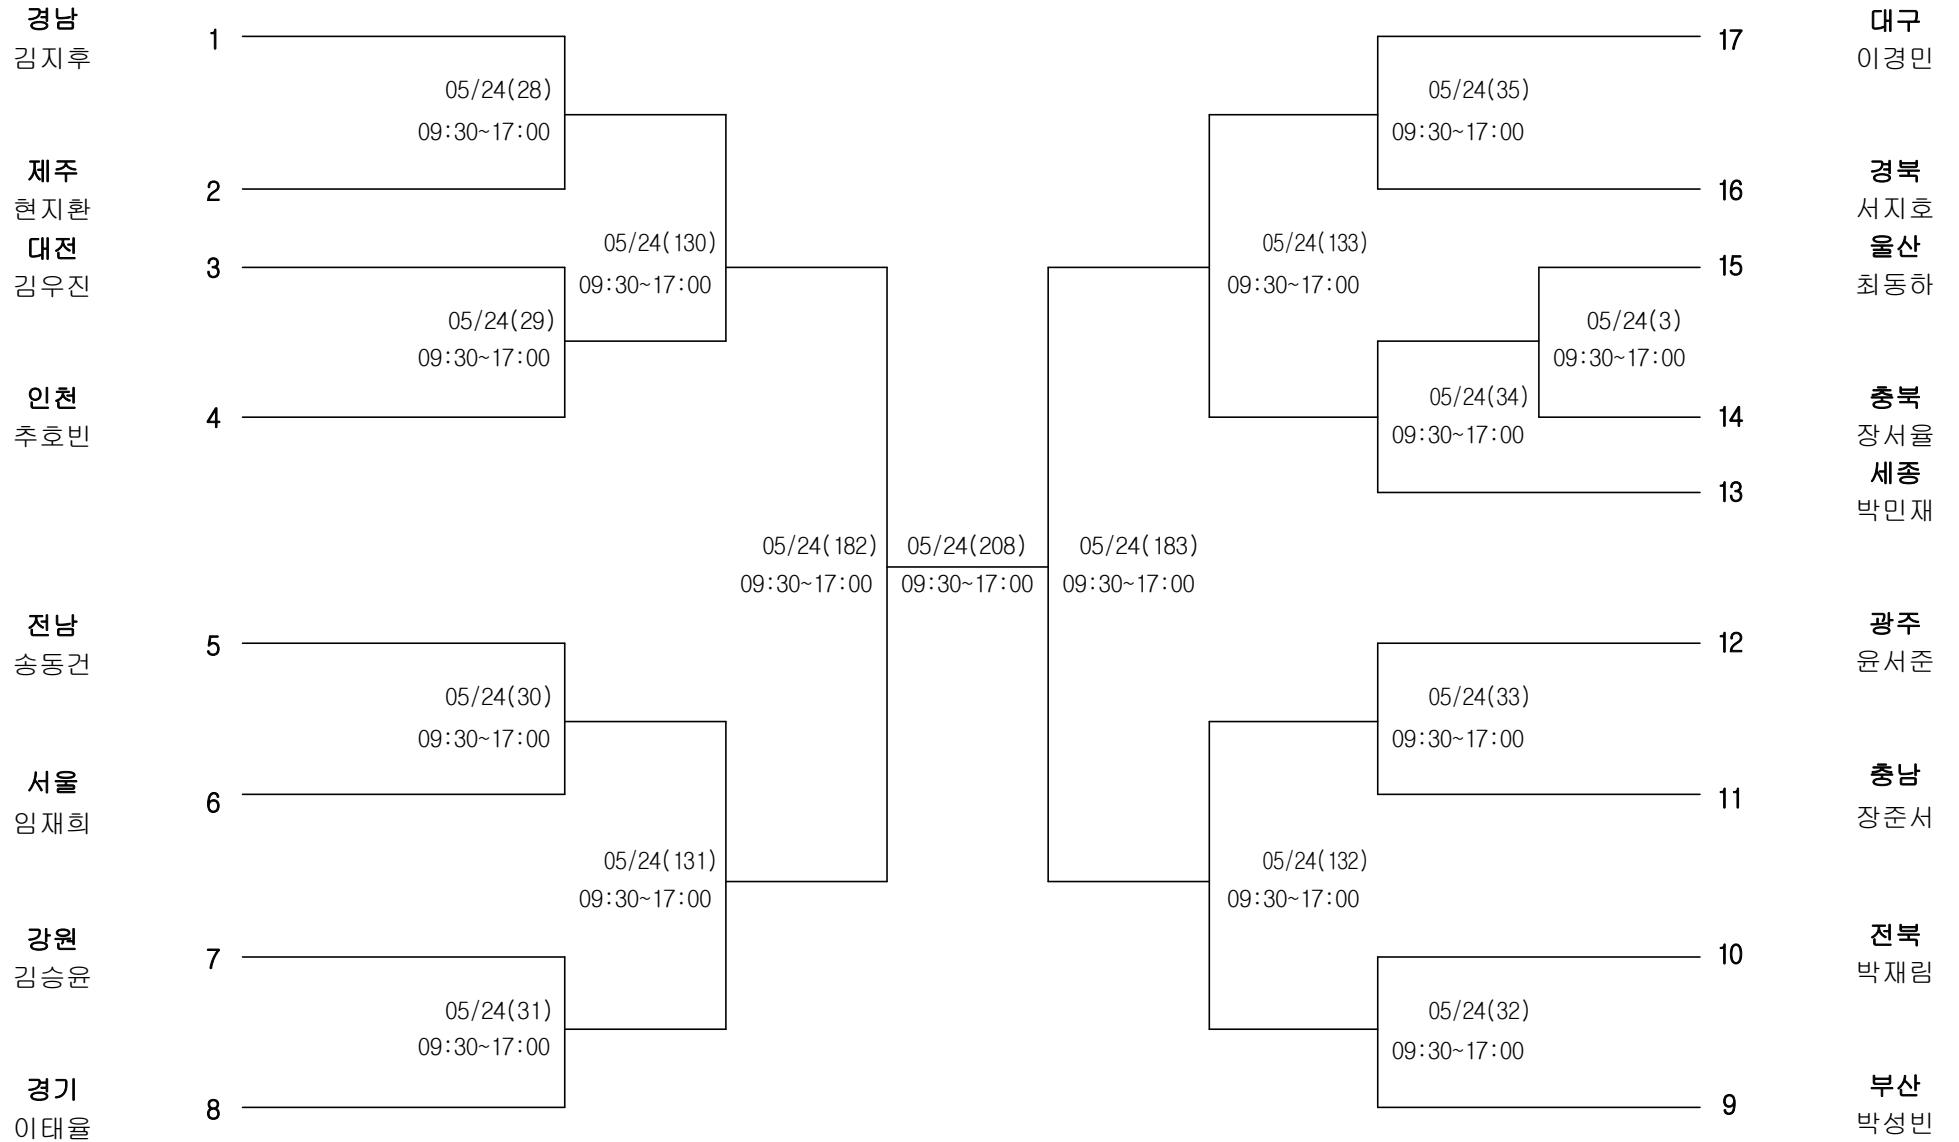 경남
김지후
1
05/24(28)
09:30~17:00
제주
현지환
2
대전
김우진
3
05/24(130)
09:30~17:00
05/24(29)
09:30~17:00
인천
추호빈
4
05/24(182)
09:30~17:00
전남
송동건
5
05/24(30)
09:30~17:00
서울
임재희
6
05/24(131)
09:30~17:00
강원
김승윤
7
05/24(31)
09:30~17:00
경기
이태율
8
05/24(208)
09:30~17:00
대구
이경민
17
05/24(35)
09:30~17:00
경북
서지호
16
05/24(133)
09:30~17:00
울산
최동하
15
05/24(3)
09:30~17:00
05/24(34)
09:30~17:00
충북
장서율
14
세종
박민재
13
05/24(183)
09:30~17:00
광주
윤서준
12
05/24(33)
09:30~17:00
충남
장준서
11
05/24(132)
09:30~17:00
전북
박재림
10
05/24(32)
09:30~17:00
부산
박성빈
9